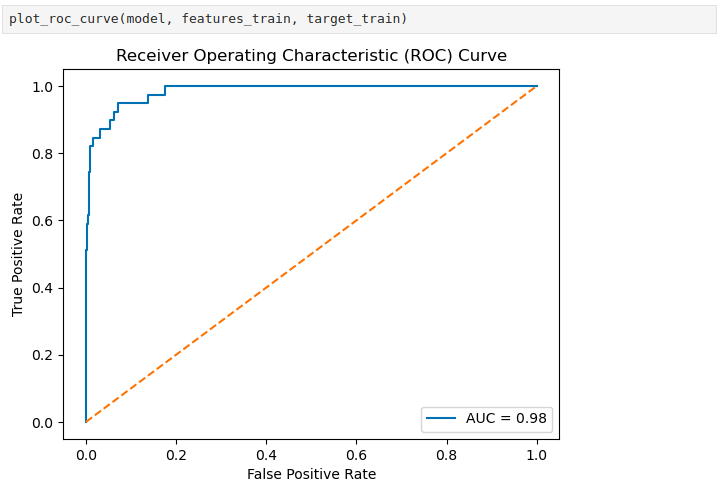 plot_roc_curve(model, features_train, target_train)
Receiver Operating Characteristic (ROC) Curve
1.0
0.8
0.6
0.4
0.2
0.0
True Positive Rate
AUC = 0.98
0.0 0.2 0.4 0.6 0.8 1.0
False Positive Rate